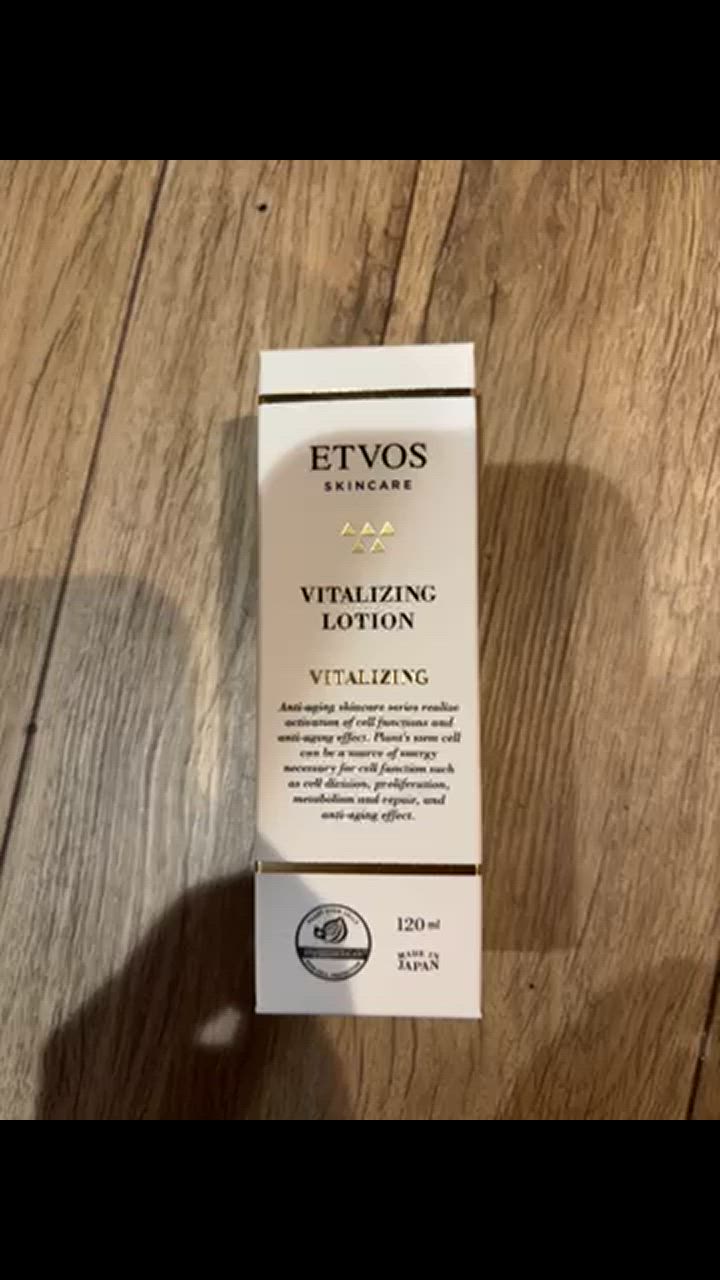 ETVOS
SKINCARE
VITALIZING
LOTION
VITALIZING
Anti-aging skincare series realize
activation of cell functions and
anti-aging effect. Plant's stem cell
can be a source of energy
necessary for cell function such
as cell division, proliferation,
metabolism and repair, and
anti-aging effect.
120 ml
MADE IN
JAPAN